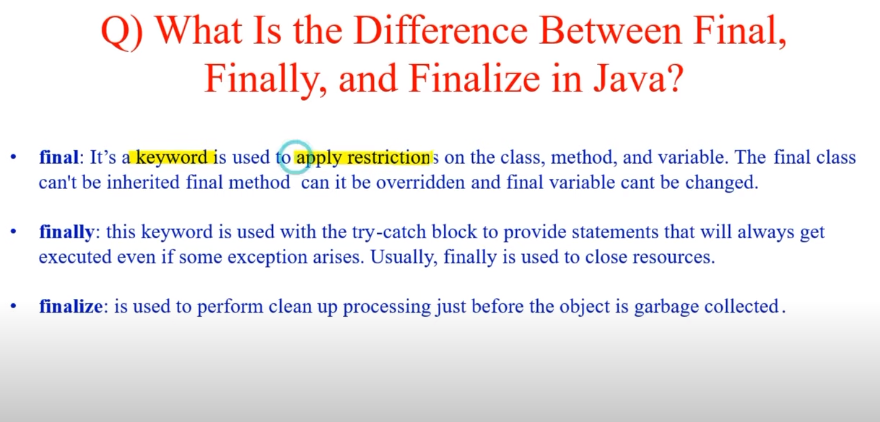 Q) What Is the Difference Between Final,
Finally, and Finalize in Java?
• final: It's a keyword is used to apply restrictions on the class, method, and variable. The final class
can't be inherited final method can it be overridden and final variable cant be changed.
• finally: this keyword is used with the try-catch block to provide statements that will always get
executed even if some exception arises. Usually, finally is used to close resources.
• finalize: is used to perform clean up processing just before the object is garbage collected.